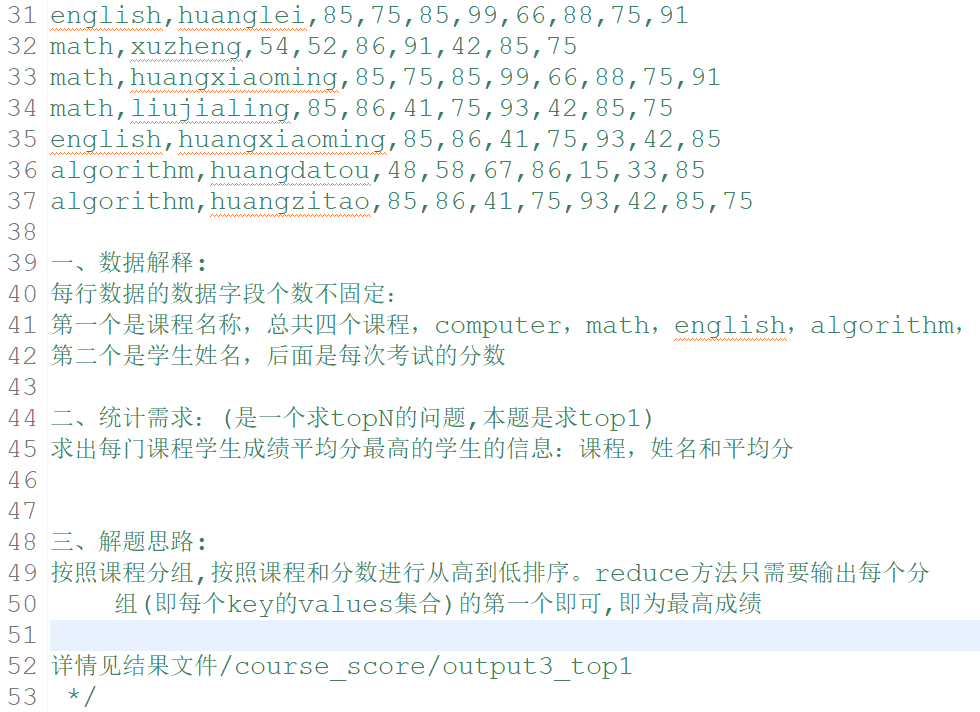 31 english,huanglei,85,75,85,99,66,88,75,91
32 math,xuzheng,54,52,86,91,42,85,75
33 math,huangxiaoming,85,75,85,99,66,88,75,91
34 math,liujialing,85,86,41,75,93,42,85,75
35 english,huangxiaoming,85,86,41,75,93,42,85
36 algorithm,huangdatou,48,58,67,86,15,33,85
37 algorithm,huangzitao,85,86,41,75,93,42,85,75
38
39 一、数据解释:
40 每行数据的数据字段个数不固定：
41 第一个是课程名称，总共四个课程，computer，math，english，algorithm，
42 第二个是学生姓名，后面是每次考试的分数
43
44 二、统计需求：(是一个求topN的问题,本题是求top1)
45 求出每门课程学生成绩平均分最高的学生的信息：课程，姓名和平均分
46
47
48 三、解题思路:
49 按照课程分组,按照课程和分数进行从高到低排序。reduce方法只需要输出每个分
50 组(即每个key的values集合)的第一个即可,即为最高成绩
51
52 详情见结果文件/course_score/output3_top1
53 */